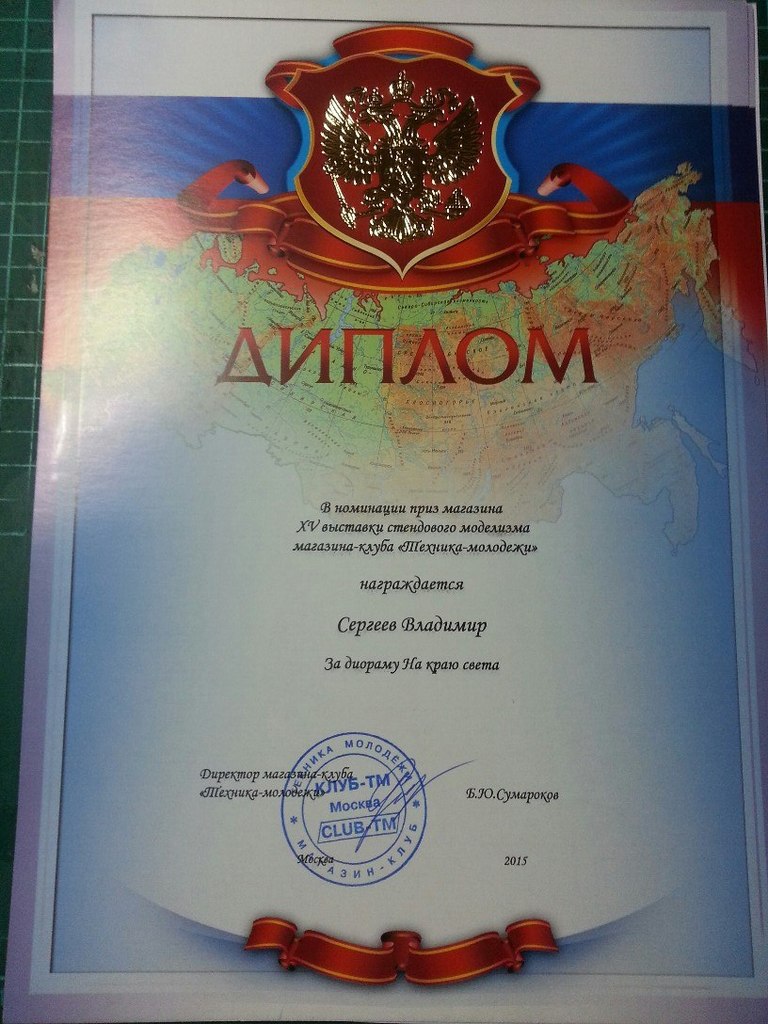 ДИПЛОМ
В номинации приз магазина
XV выставки стендового моделизма
магазина-клуба «Техника-молодежи»
награждается
Сергеев Владимир
За диораму На краю света
Директор магазина-клуба
«Техника-молодежи»
Б.Ю.Сумароков
ТЕХНИКА МОЛОДЁЖИ
КЛУБ-ТМ
Москва
CLUB-TM
МАГАЗИН-КЛУБ
Москва
2015